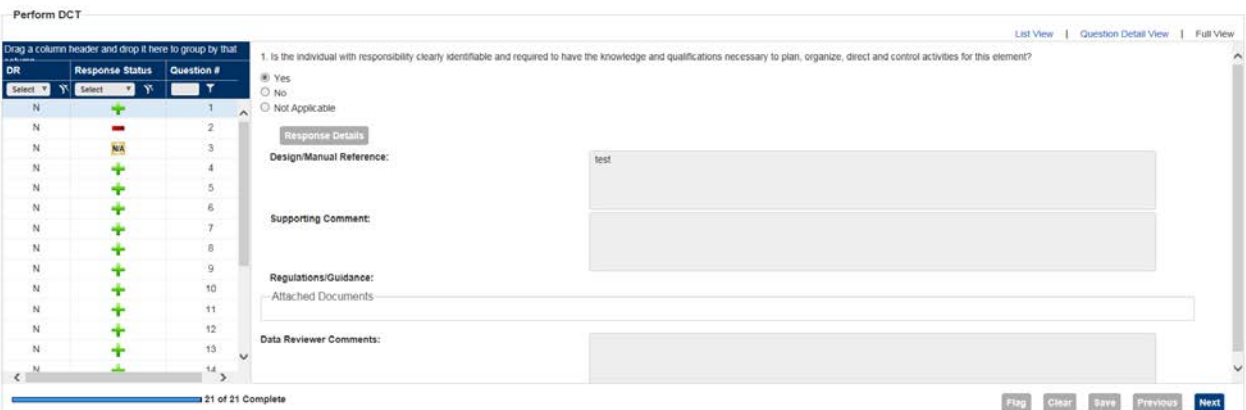 Perform DCT
List View | Question Detail View | Full View
Drag a column header and drop it here to group by that
column
DR Response Status Question #
Select Select
N 1
N 2
N N/A 3
N 4
N 5
N 6
N 7
N 8
N 9
N 10
N 11
N 12
N 13
N 14
1. Is the individual with responsibility clearly identifiable and required to have the knowledge and qualifications necessary to plan, organize, direct and control activities for this element?
Yes
No
Not Applicable
Response Details
Design/Manual Reference:
test
Supporting Comment:
Regulations/Guidance:
Attached Documents
Data Reviewer Comments:
21 of 21 Complete
Flag Clear Save Previous Next